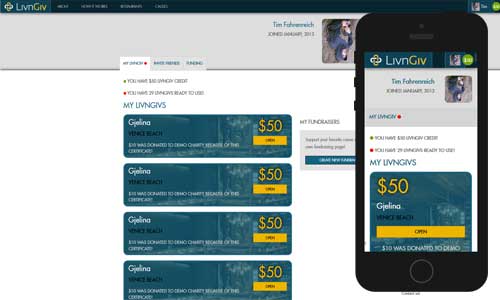 LivnGiv
ABOUT HOW IT WORKS RESTAURANTS CAUSES
$50
Tim Fahrenreich
JOINED JANUARY, 2013
MY LIVNGIV INVITE FRIENDS FUNDING
YOU HAVE $50 LIVNGIV CREDIT
YOU HAVE 29 LIVNGIVS READY TO USE!
MY LIVNGIVS
Gjelina
VENICE BEACH
$10 WAS DONATED TO DEMO CHARITY BECAUSE OF THIS
CERTIFICATE!
$50
OPEN
Gjelina
VENICE BEACH
$10 WAS DONATED TO DEMO CHARITY BECAUSE OF THIS
CERTIFICATE!
$50
OPEN
Gjelina
VENICE BEACH
$10 WAS DONATED TO DEMO CHARITY BECAUSE OF THIS
CERTIFICATE!
$50
OPEN
Gjelina
VENICE BEACH
$10 WAS DONATED TO DEMO CHARITY BECAUSE OF THIS
CERTIFICATE!
$50
OPEN
MY FUNDRAISERS
Support your favorite cause
own fundraising page!
CREATE NEW FUNDRAI
LivnGiv
Tim Fahrenreich
JOINED JANUARY, 2013
MY LIVNGIV
YOU HAVE $50 LIVNGIV CREDIT
YOU HAVE 29 LIVNGIVS READY TO USE!
MY LIVNGIVS
$50
Gjelina
VENICE BEACH
OPEN
$10 WAS DONATED TO DEMO
Contact us